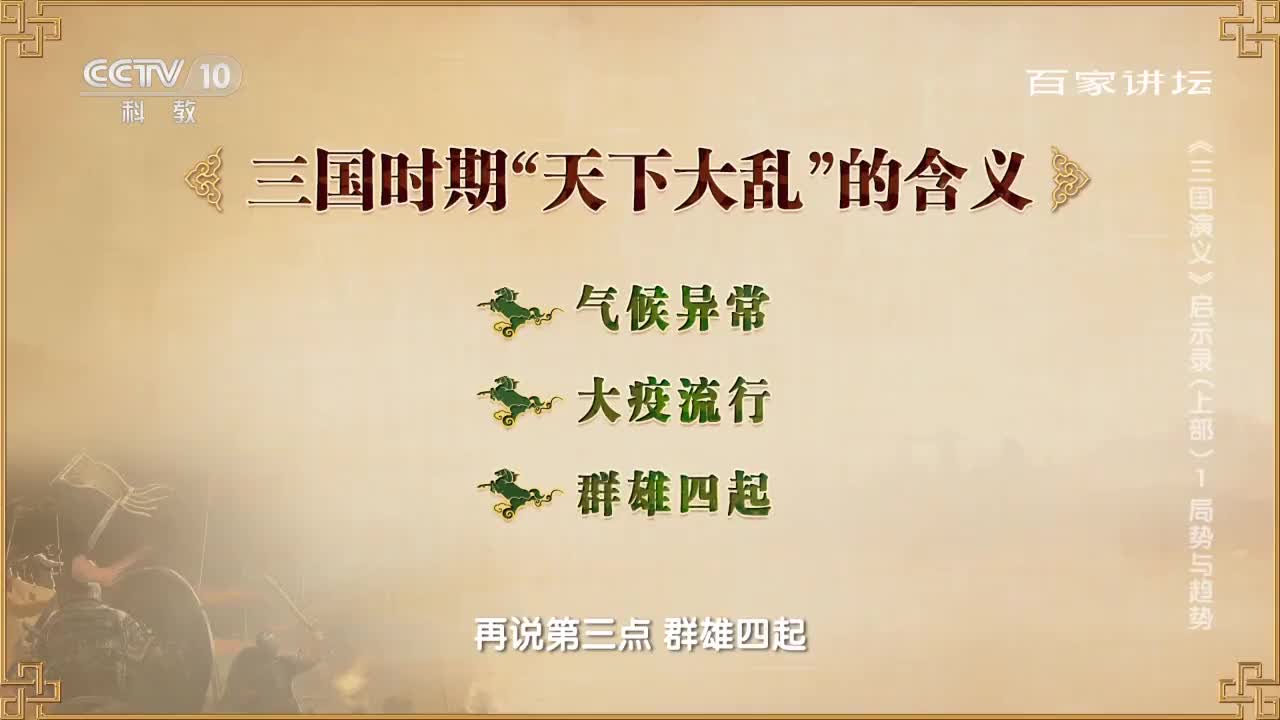 CCTV 10
科教
百家讲坛
三国时期“天下大乱”的含义
气候异常
大疫流行
群雄四起
再说第三点 群雄四起
《三国演义》启示录（上部）1 局势与趋势